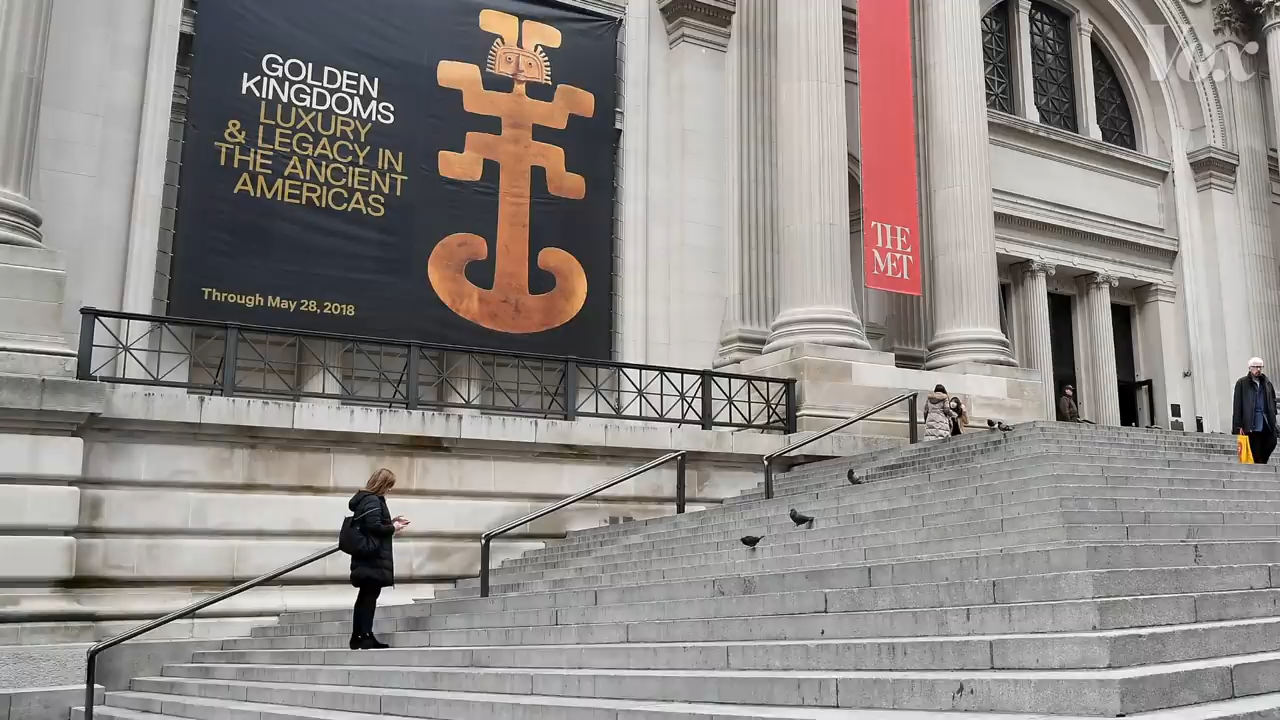 GOLDEN
KINGDOMS
LUXURY
& LEGACY IN
THE ANCIENT
AMERICAS
Through May 28, 2018
THE
MET
Vox